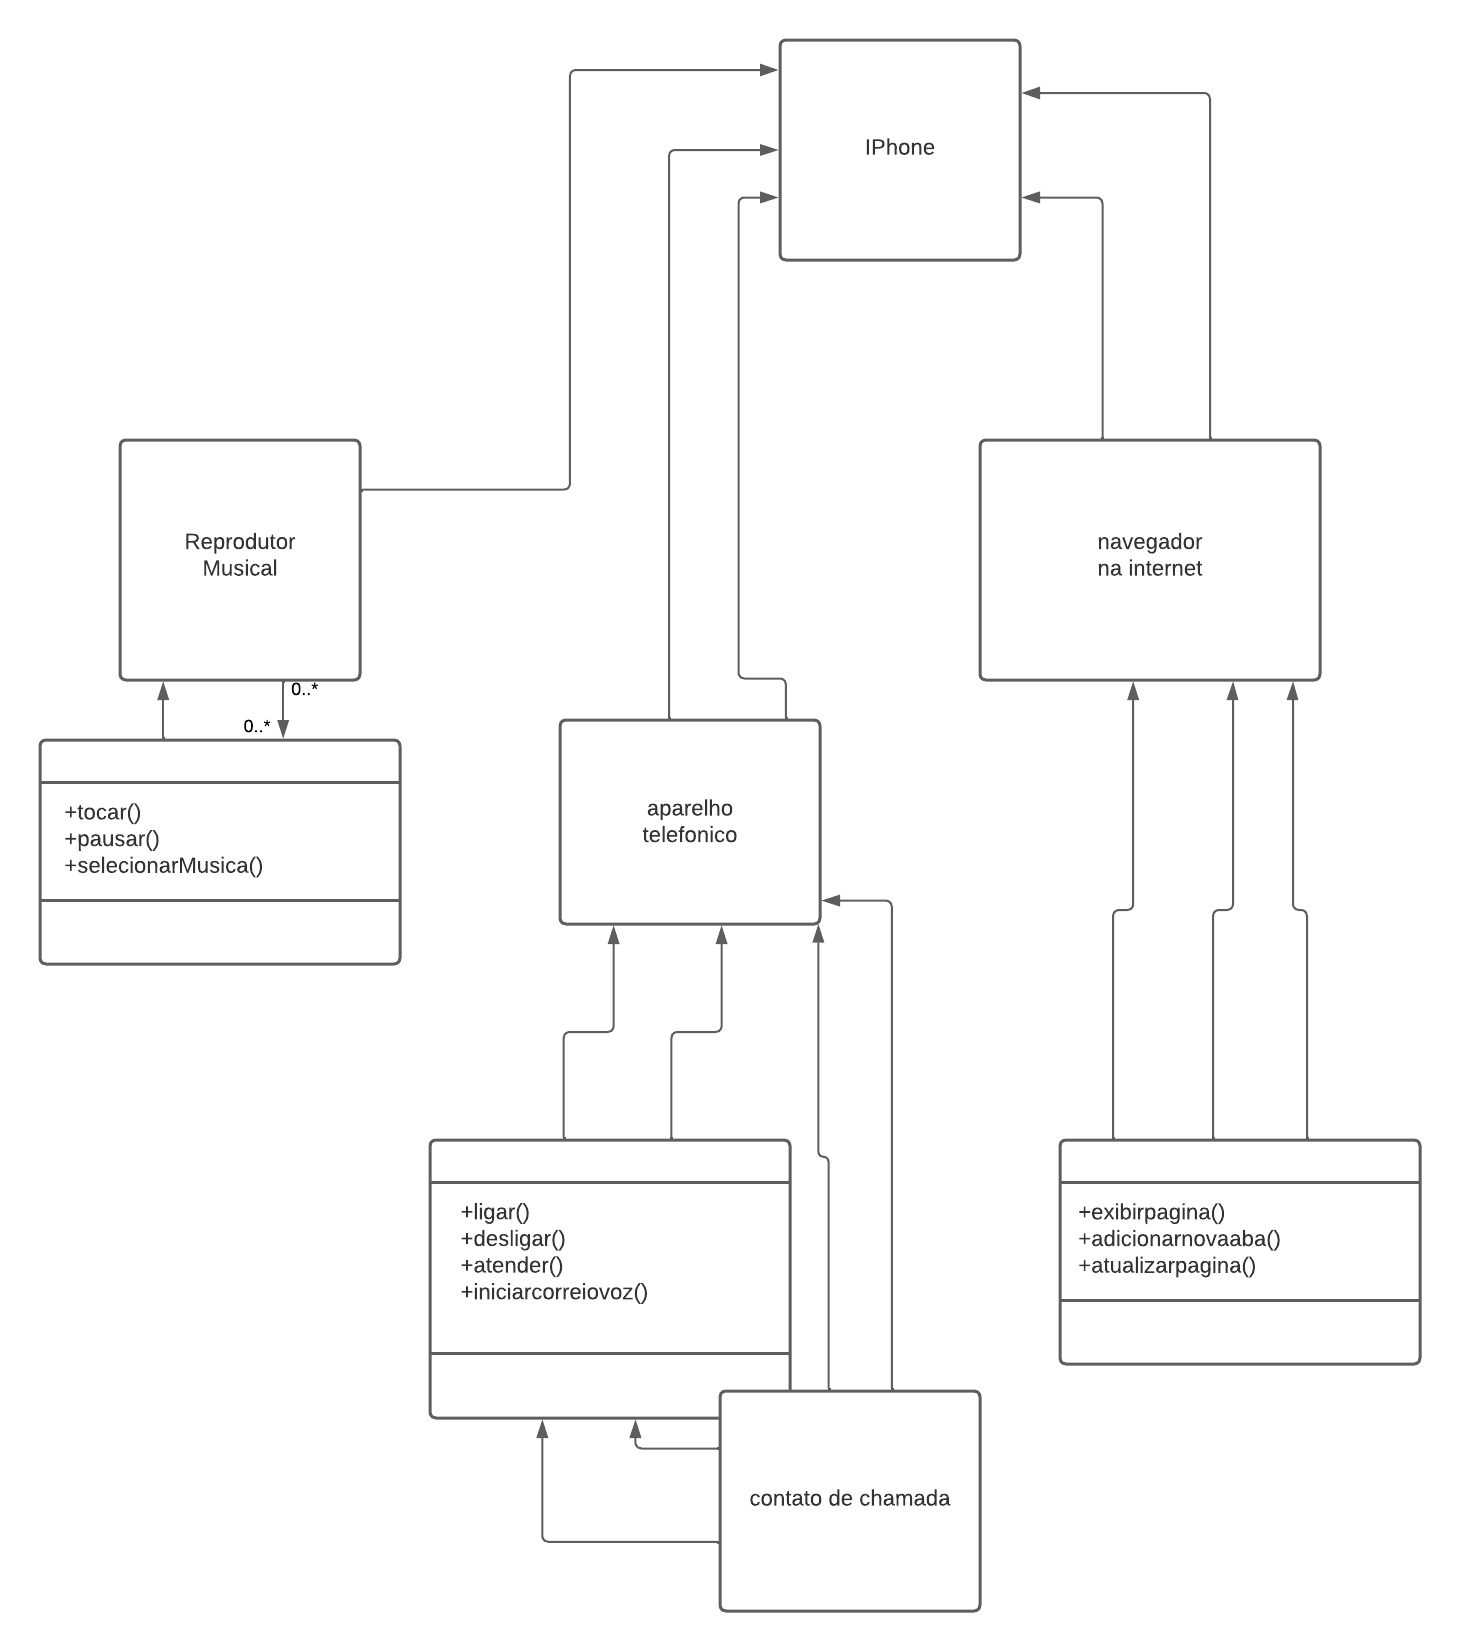 IPhone
Reprodutor
Musical
navegador
na internet
0..*
0..*
+tocar()
+pausar()
+selecionarMusica()
aparelho
telefonico
+ligar()
+desligar()
+atender()
+iniciarcorreiovoz()
+exibirpagina()
+adicionarnovaaba()
+atualizarpagina()
contato de chamada